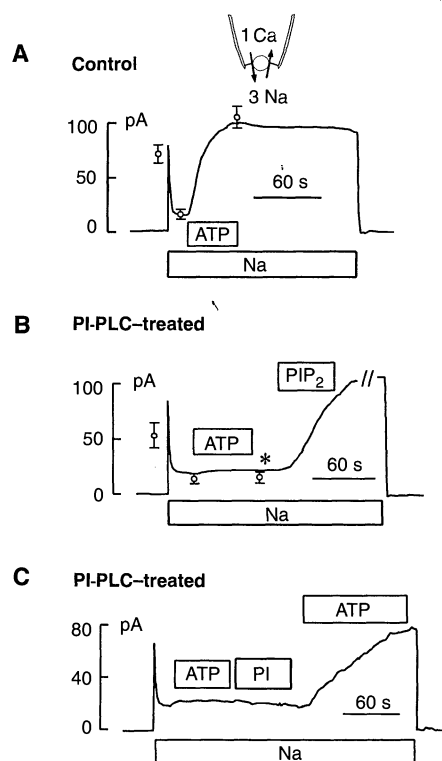 A
Control
1 Ca
3 Na
pA
100
50
0
60 s
ATP
Na
B
PI-PLC–treated
pA
100
50
0
PIP2
//
ATP
*
60 s
Na
C
PI-PLC–treated
pA
80
40
0
ATP
ATP
PI
60 s
Na